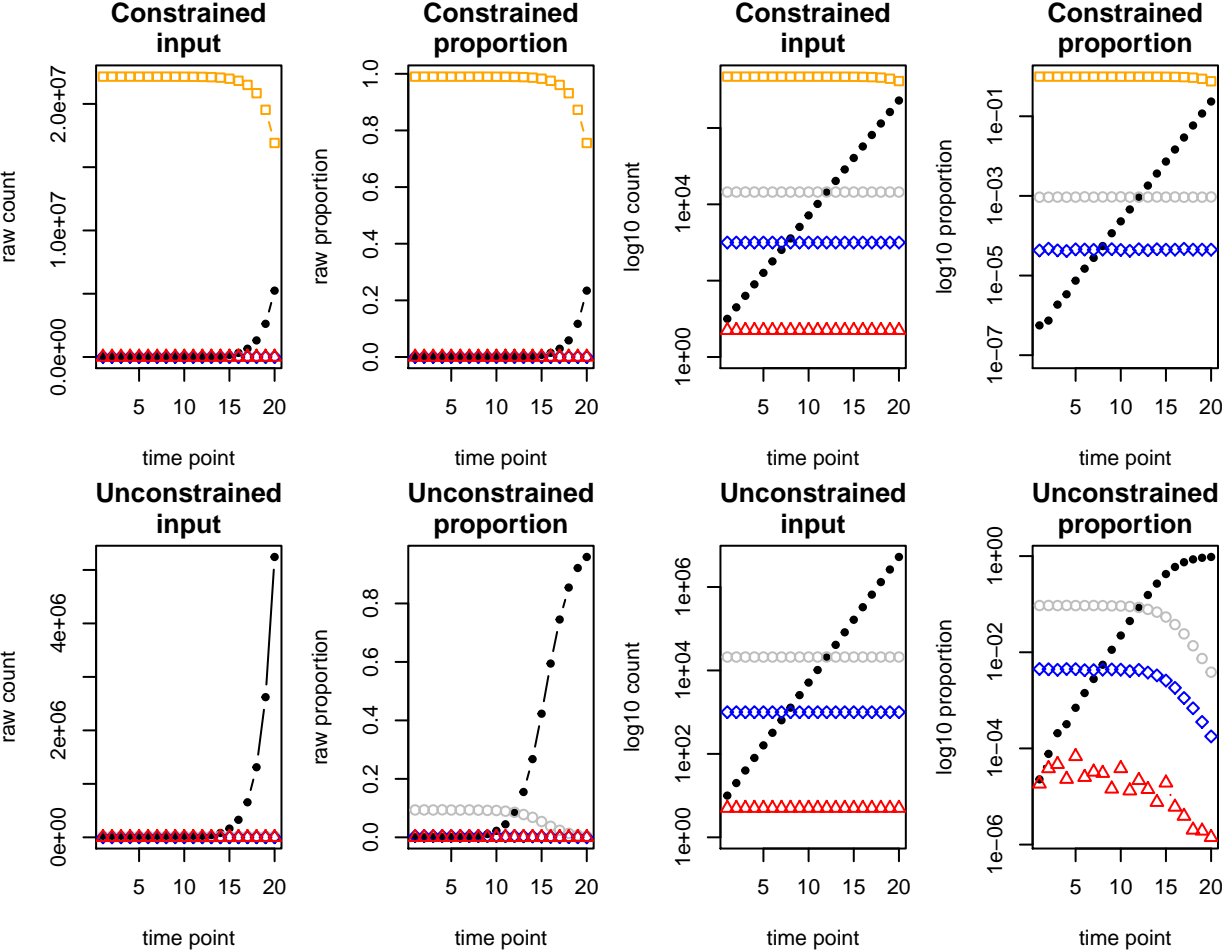 Constrained
input
raw count
0.0e+00
1.0e+07
2.0e+07
5 10 15 20
time point
Constrained
proportion
raw proportion
0.0
0.2
0.4
0.6
0.8
1.0
5 10 15 20
time point
Constrained
input
log10 count
1e+00
1e+04
5 10 15 20
time point
Constrained
proportion
log10 proportion
1e-07
1e-05
1e-03
1e-01
5 10 15 20
time point
Unconstrained
input
raw count
0e+00
2e+06
4e+06
5 10 15 20
time point
Unconstrained
proportion
raw proportion
0.0
0.2
0.4
0.6
0.8
5 10 15 20
time point
Unconstrained
input
log10 count
1e+00
1e+02
1e+04
1e+06
5 10 15 20
time point
Unconstrained
proportion
log10 proportion
1e-06
1e-04
1e-02
1e+00
5 10 15 20
time point